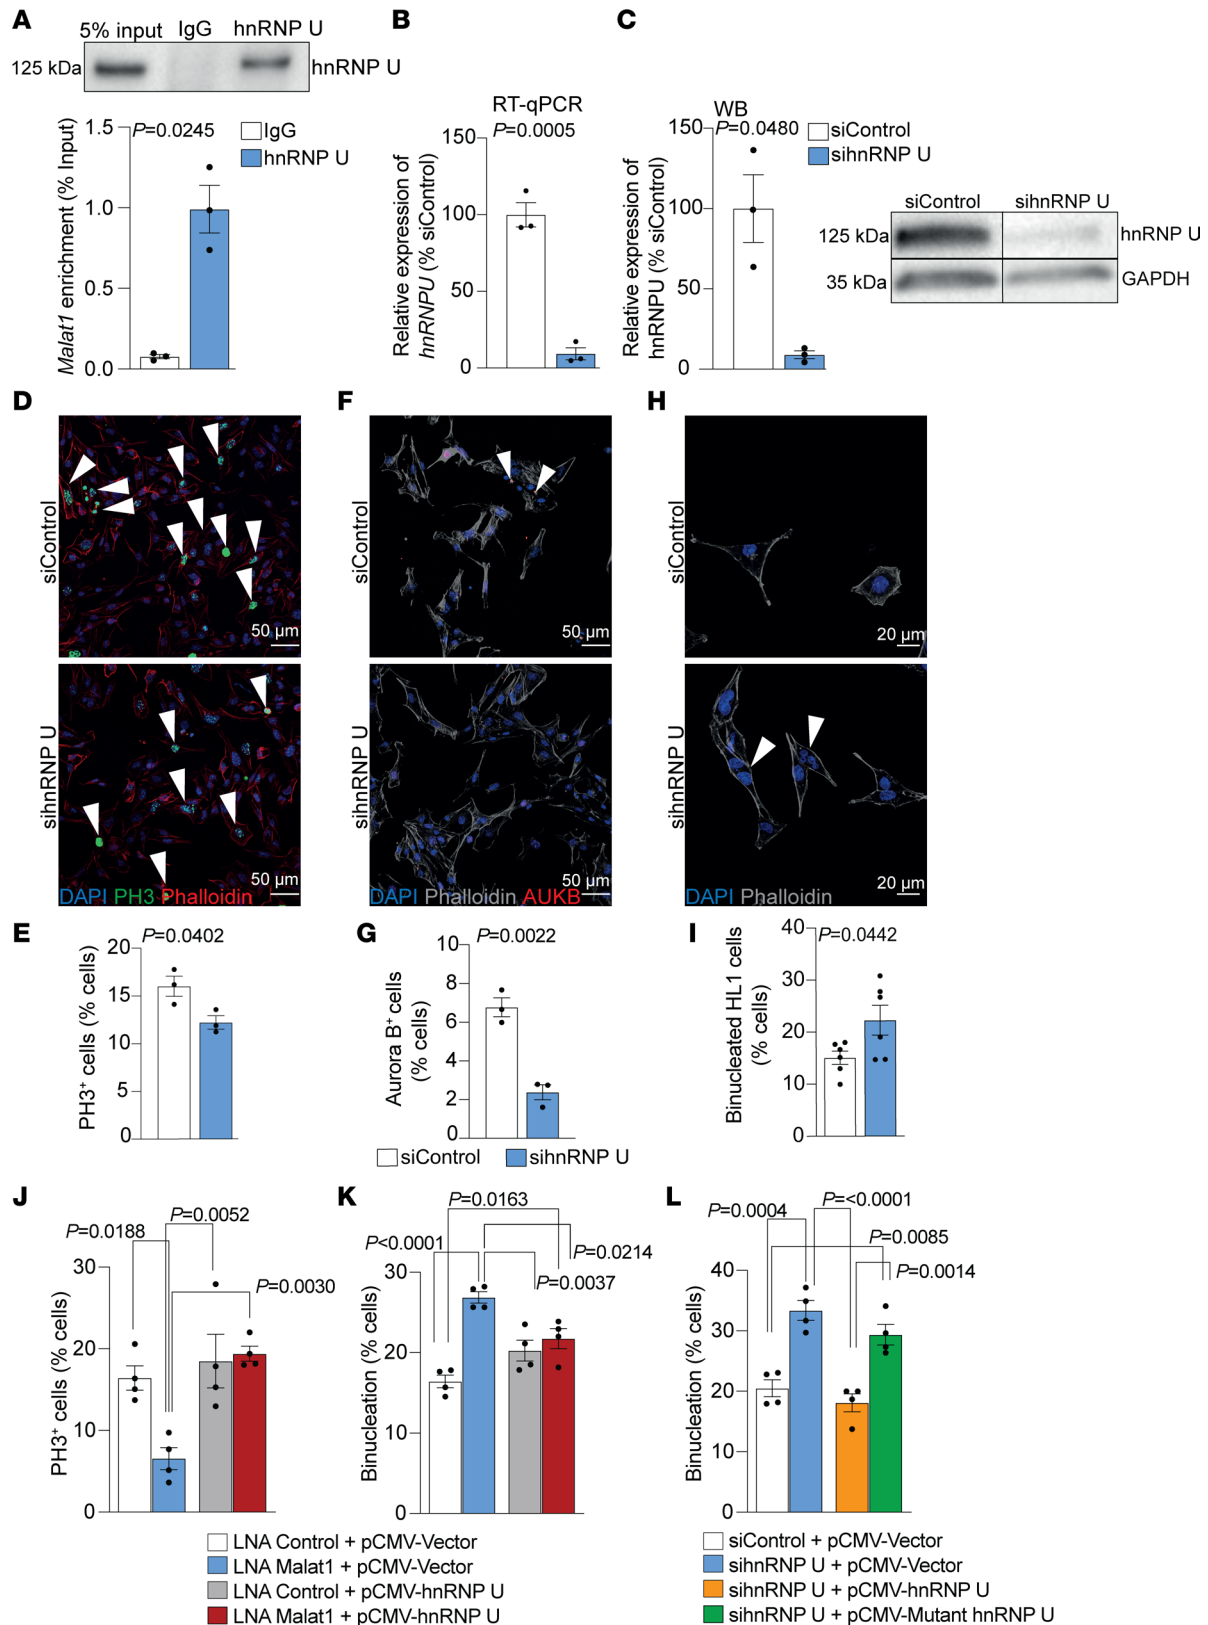 A
5% input IgG hnRNP U
125 kDa hnRNP U
P=0.0245
IgG
hnRNP U
Malat1 enrichment (% Input)
1.5
1.0
0.5
0.0
B
RT-qPCR
P=0.0005
Relative expression of
hnRNPU (% siControl)
150
100
50
0
C
WB
P=0.0480
siControl
sihnRNP U
Relative expression of
hnRNPU (% siControl)
150
100
50
0
siControl sihnRNP U
125 kDa hnRNP U
35 kDa GAPDH
D
siControl
50 µm
sihnRNP U
50 µm
DAPI PH3 Phalloidin
F
siControl
50 µm
sihnRNP U
50 µm
DAPI Phalloidin AUKB
H
siControl
20 µm
sihnRNP U
20 µm
DAPI Phalloidin
E
P=0.0402
PH3+ cells (% cells)
20
15
10
5
0
G
P=0.0022
Aurora B+ cells
(% cells)
10
8
6
4
2
0
siControl sihnRNP U
I
P=0.0442
Binucleated HL1 cells
(% cells)
40
30
20
10
0
J
P=0.0052
P=0.0188
P=0.0030
PH3+ cells (% cells)
30
20
10
0
K
P=0.0163
P<0.0001
P=0.0214
P=0.0037
Binucleation (% cells)
30
20
10
0
LNA Control + pCMV-Vector
LNA Malat1 + pCMV-Vector
LNA Control + pCMV-hnRNP U
LNA Malat1 + pCMV-hnRNP U
L
P=<0.0001
P=0.0004
P=0.0085
P=0.0014
Binucleation (% cells)
40
30
20
10
0
siControl + pCMV-Vector
sihnRNP U + pCMV-Vector
sihnRNP U + pCMV-hnRNP U
sihnRNP U + pCMV-Mutant hnRNP U